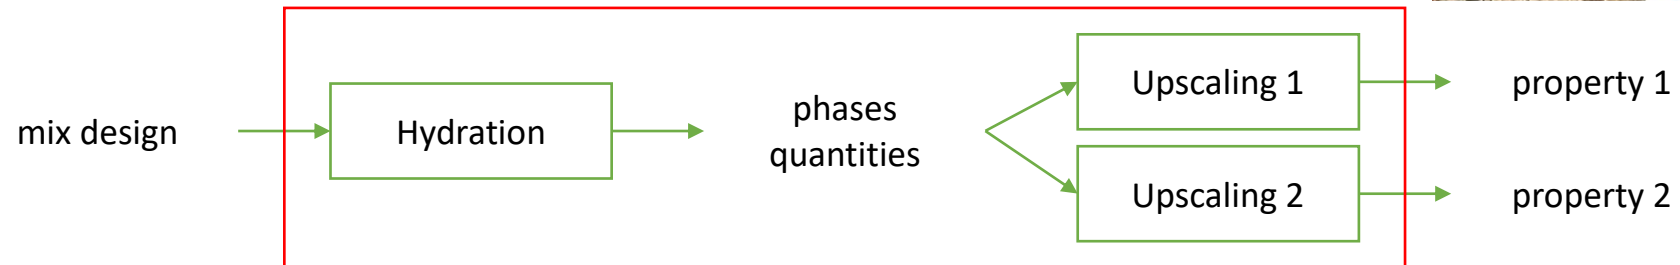 mix design
Hydration
phases
quantities
Upscaling 1
property 1
Upscaling 2
property 2